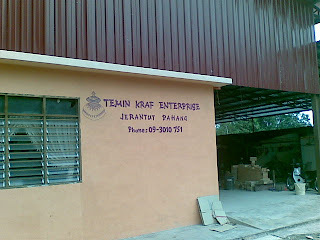 TEMIN KRAF ENTERPRISE
JERANTUT PAHANG
Phone: 09-3010 751